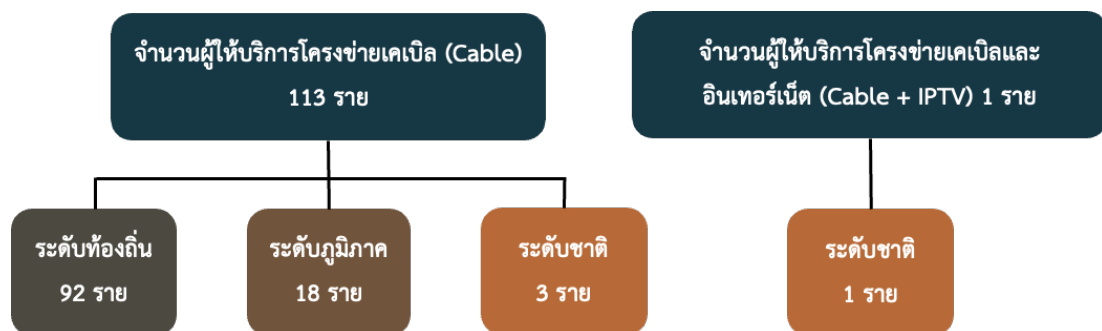 จำนวนผู้ให้บริการโครงข่ายเคเบิล (Cable)
113 ราย
จำนวนผู้ให้บริการโครงข่ายเคเบิลและ
อินเทอร์เน็ต (Cable + IPTV) 1 ราย
ระดับท้องถิ่น
92 ราย
ระดับภูมิภาค
18 ราย
ระดับชาติ
3 ราย
ระดับชาติ
1 ราย